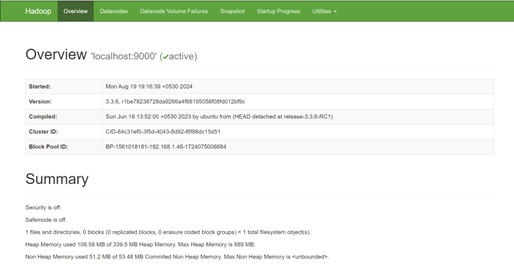 Hadoop Overview Datanodes Datanode Volume Failures Snapshot Startup Progress Utilities
Overview 'localhost:9000' (✔active)
Started: Mon Aug 19 19:16:39 +0530 2024
Version: 3.3.6, r1be78238728da9266a4f88195058f08fd012bf9c
Compiled: Sun Jun 18 13:52:00 +0530 2023 by ubuntu from (HEAD detached at release-3.3.6-RC1)
Cluster ID: CID-84c31ef0-3f5d-4043-8d92-f6f88dc15d51
Block Pool ID: BP-1561018181-192.168.1.46-1724075006684
Summary
Security is off.
Safemode is off.
1 files and directories, 0 blocks (0 replicated blocks, 0 erasure coded block groups) = 1 total filesystem object(s).
Heap Memory used 108.58 MB of 339.5 MB Heap Memory. Max Heap Memory is 889 MB.
Non Heap Memory used 51.2 MB of 53.48 MB Commited Non Heap Memory. Max Non Heap Memory is <unbounded>.